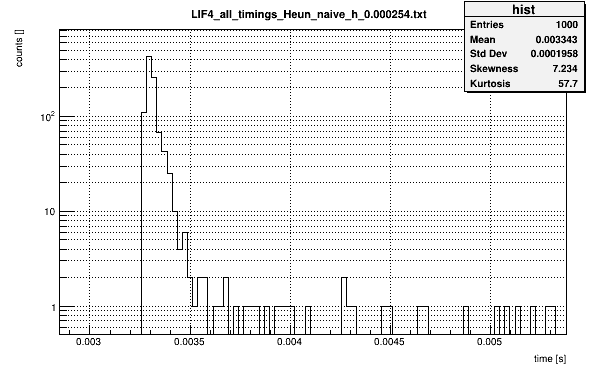 LIF4_all_timings_Heun_naive_h_0.000254.txt
hist
Entries 1000
Mean 0.003343
Std Dev 0.0001958
Skewness 7.234
Kurtosis 57.7
counts []
10²
10
1
0.003 0.0035 0.004 0.0045 0.005
time [s]